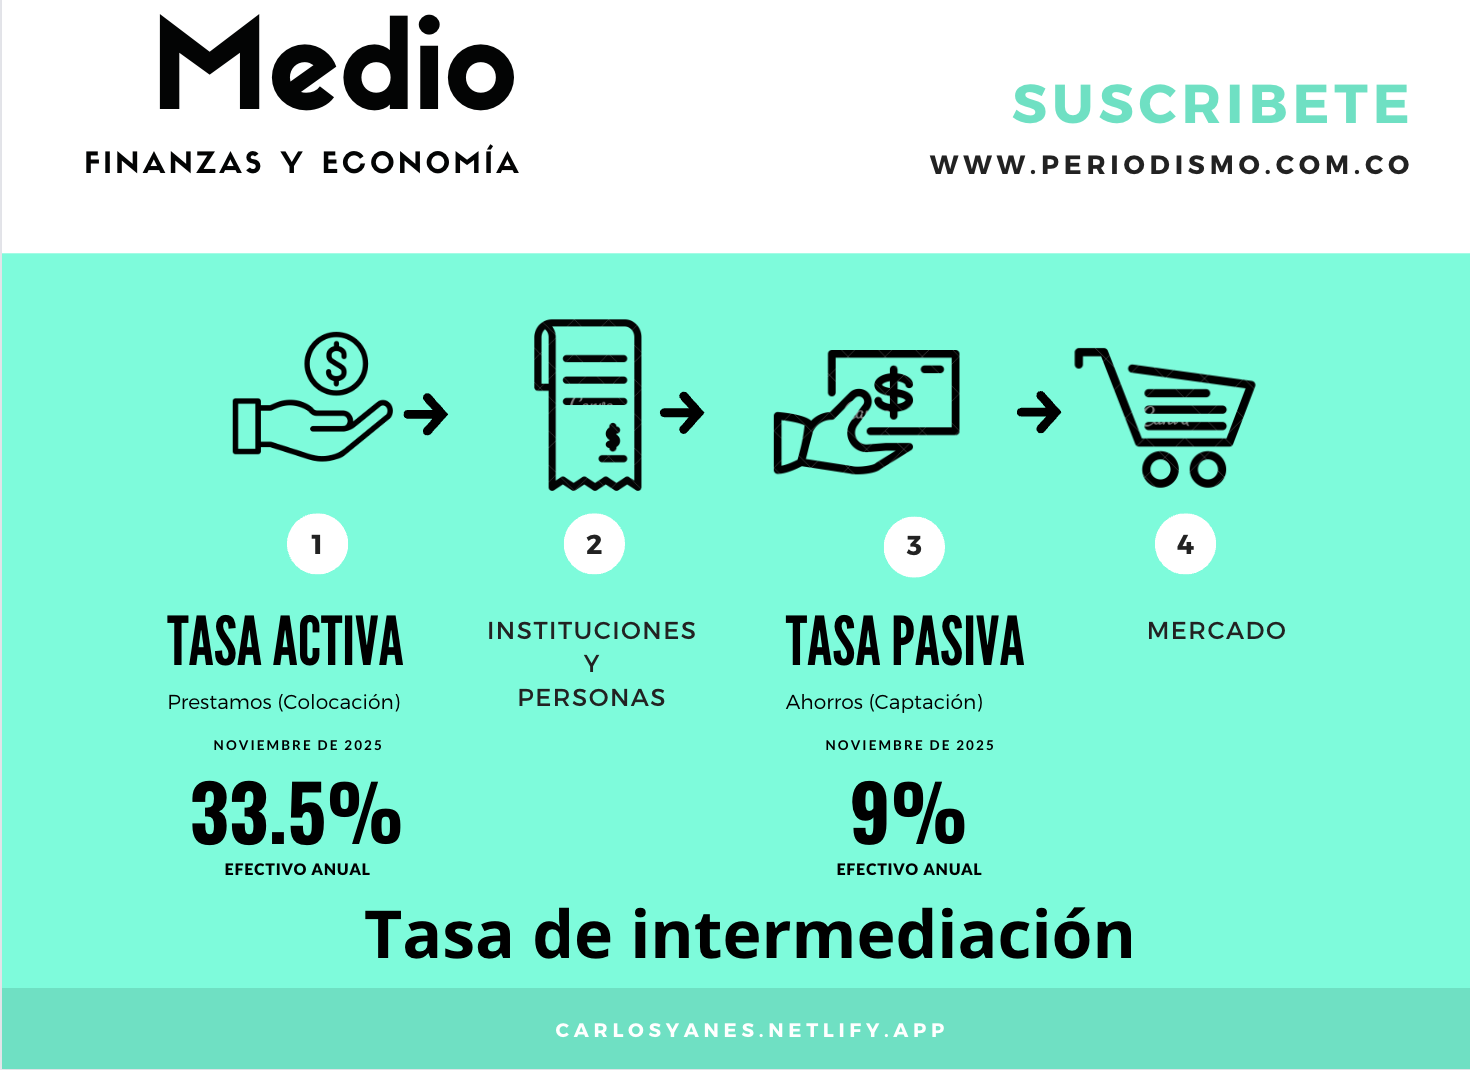 Medio
FINANZAS Y ECONOMÍA
SUSCRIBETE
WWW.PERIODISMO.COM.CO
$
$
$
1
2
3
4
TASA ACTIVA
Prestamos (Colocación)
NOVIEMBRE DE 2025
33.5%
EFECTIVO ANUAL
INSTITUCIONES
Y
PERSONAS
TASA PASIVA
Ahorros (Captación)
NOVIEMBRE DE 2025
9%
EFECTIVO ANUAL
MERCADO
Tasa de intermediación
CARLOSYANES.NETLIFY.APP